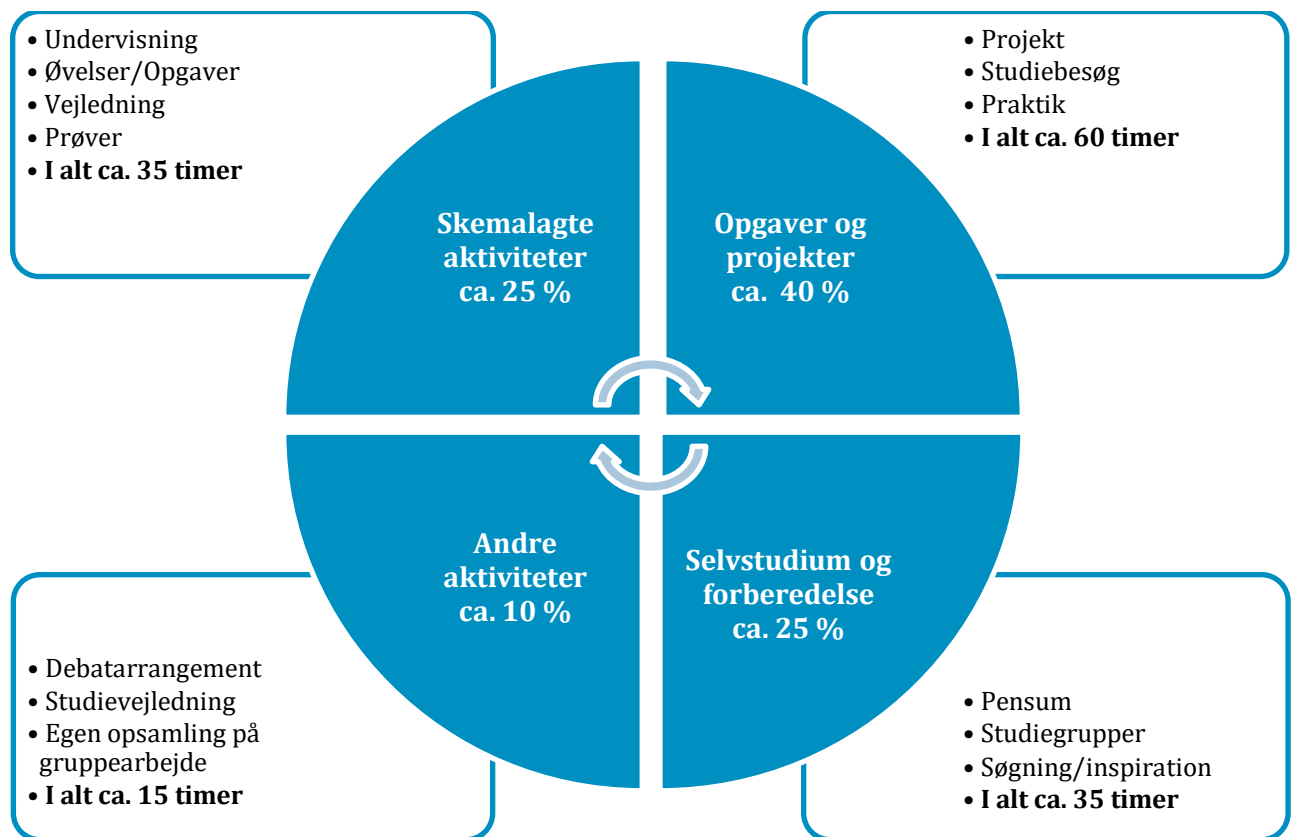 • Undervisning
• Øvelser/Opgaver
• Vejledning
• Prøver
• I alt ca. 35 timer
• Projekt
• Studiebesøg
• Praktik
• I alt ca. 60 timer
Skemalagte
aktiviteter
ca. 25 %
Opgaver og
projekter
ca. 40 %
Andre
aktiviteter
ca. 10 %
Selvstudium og
forberedelse
ca. 25 %
• Debatarrangement
• Studievejledning
• Egen opsamling på
gruppearbejde
• I alt ca. 15 timer
• Pensum
• Studiegrupper
• Søgning/inspiration
• I alt ca. 35 timer